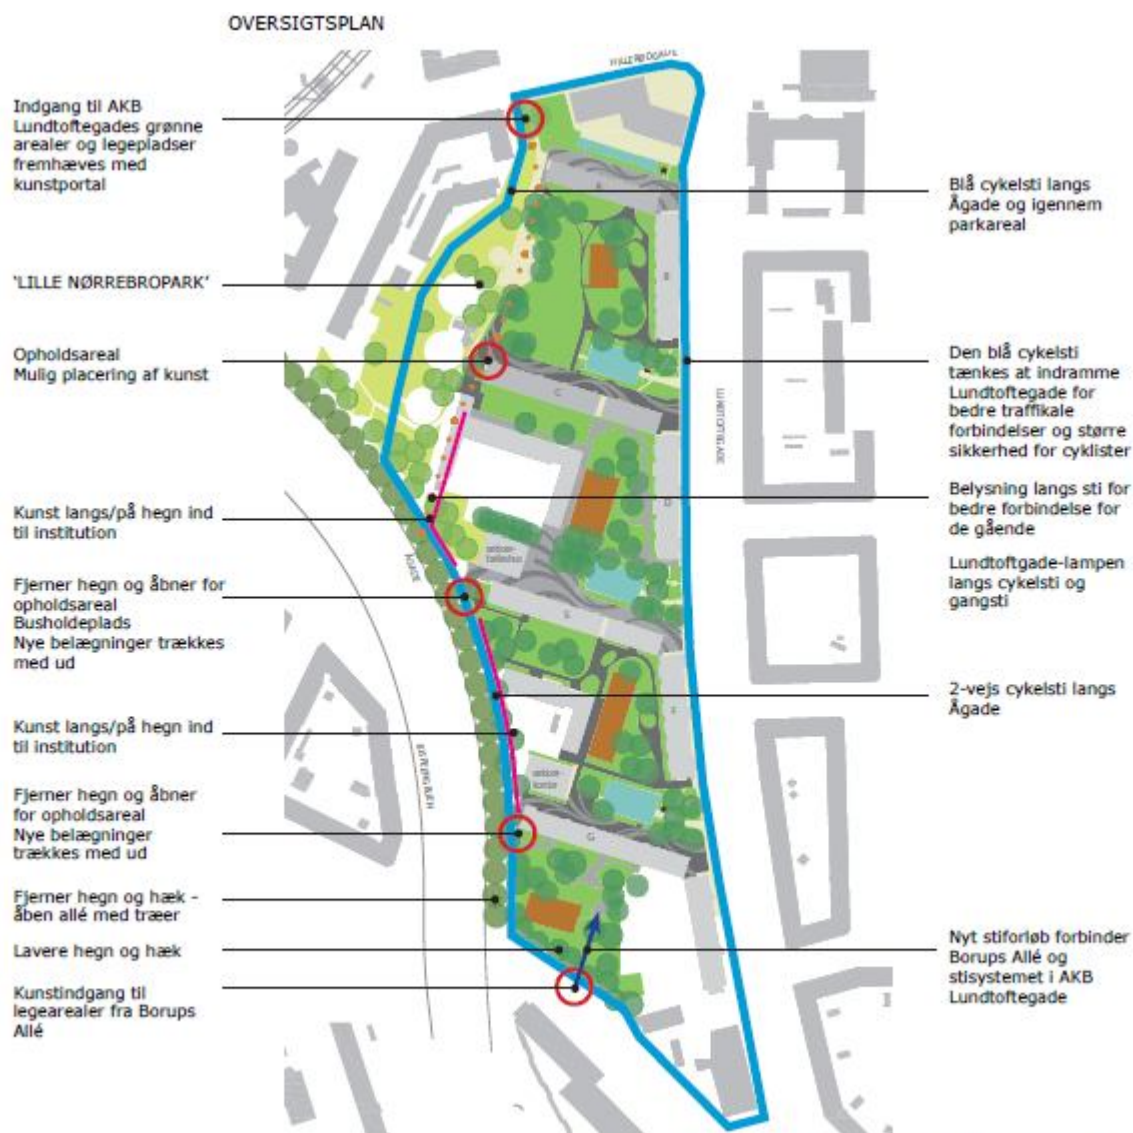 OVERSIGTSPLAN
Indgang til AKB
Lundtoftegades grønne
arealer og legepladser
fremhæves med
kunstportal
'LILLE NØRREBROPARK'
Opholdsareal
Mulig placering af kunst
Kunst langs/på hegn ind
til institution
Fjerner hegn og åbner for
opholdsareal
Busholdeplads
Nye belægninger trækkes
med ud
Kunst langs/på hegn ind
til institution
Fjerner hegn og åbner
for opholdsareal
Nye belægninger
trækkes med ud
Fjerner hegn og hæk -
åben allé med træer
Lavere hegn og hæk
Kunstindgang til
legearealer fra Borups
Allé
HILLERØDGADE
B
C
D
E
F
G
LUNDTOFTEGADE
ÅGADE
Blå cykelsti langs
Ågade og igennem
parkareal
Den blå cykelsti
tænkes at indramme
Lundtoftegade for
bedre traffikale
forbindelser og større
sikkerhed for cyklister
Belysning langs sti for
bedre forbindelse for
de gående
Lundtoftgade-lampen
langs cykelsti og
gangsti
2-vejs cykelsti langs
Ågade
Nyt stiforløb forbinder
Borups Allé og
stisystemet i AKB
Lundtoftegade